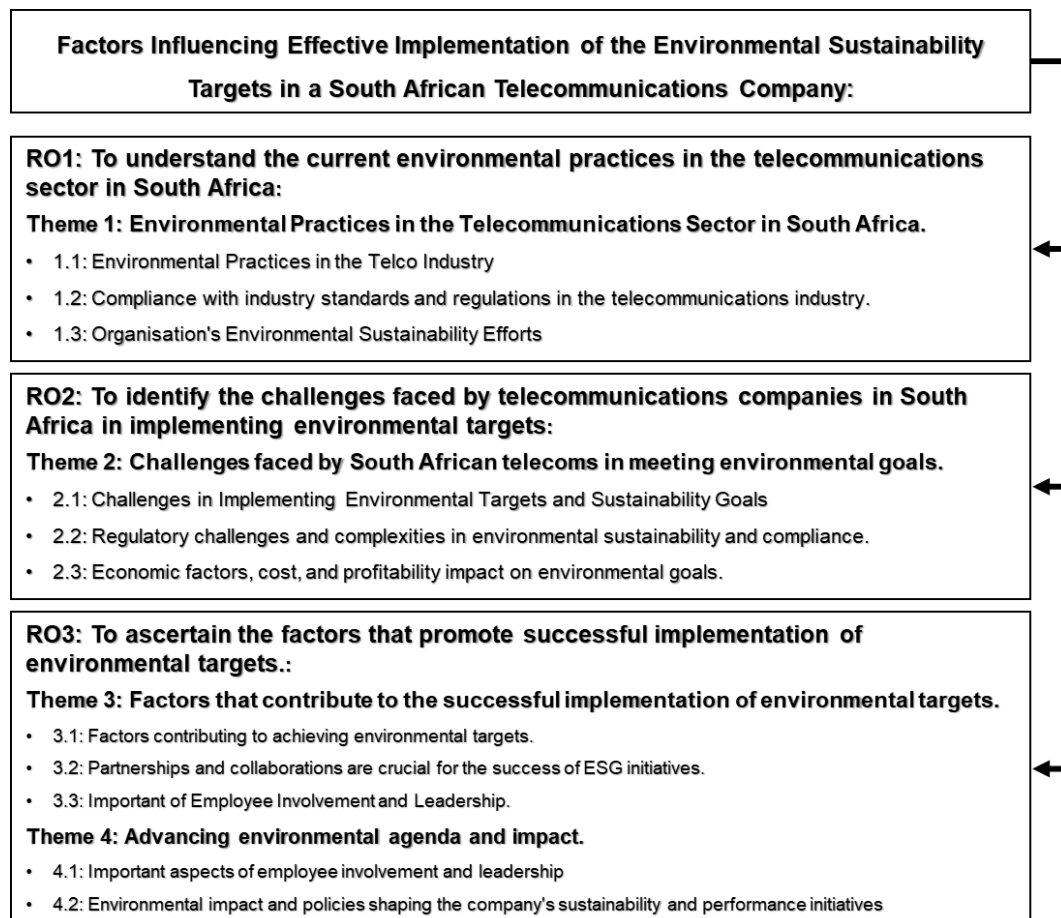 Factors Influencing Effective Implementation of the Environmental Sustainability
Targets in a South African Telecommunications Company:
RO1: To understand the current environmental practices in the telecommunications
sector in South Africa:
Theme 1: Environmental Practices in the Telecommunications Sector in South Africa.
• 1.1: Environmental Practices in the Telco Industry
• 1.2: Compliance with industry standards and regulations in the telecommunications industry.
• 1.3: Organisation's Environmental Sustainability Efforts
RO2: To identify the challenges faced by telecommunications companies in South
Africa in implementing environmental targets:
Theme 2: Challenges faced by South African telecoms in meeting environmental goals.
• 2.1: Challenges in Implementing Environmental Targets and Sustainability Goals
• 2.2: Regulatory challenges and complexities in environmental sustainability and compliance.
• 2.3: Economic factors, cost, and profitability impact on environmental goals.
RO3: To ascertain the factors that promote successful implementation of
environmental targets.:
Theme 3: Factors that contribute to the successful implementation of environmental targets.
• 3.1: Factors contributing to achieving environmental targets.
• 3.2: Partnerships and collaborations are crucial for the success of ESG initiatives.
• 3.3: Important of Employee Involvement and Leadership.
Theme 4: Advancing environmental agenda and impact.
• 4.1: Important aspects of employee involvement and leadership
• 4.2: Environmental impact and policies shaping the company's sustainability and performance initiatives